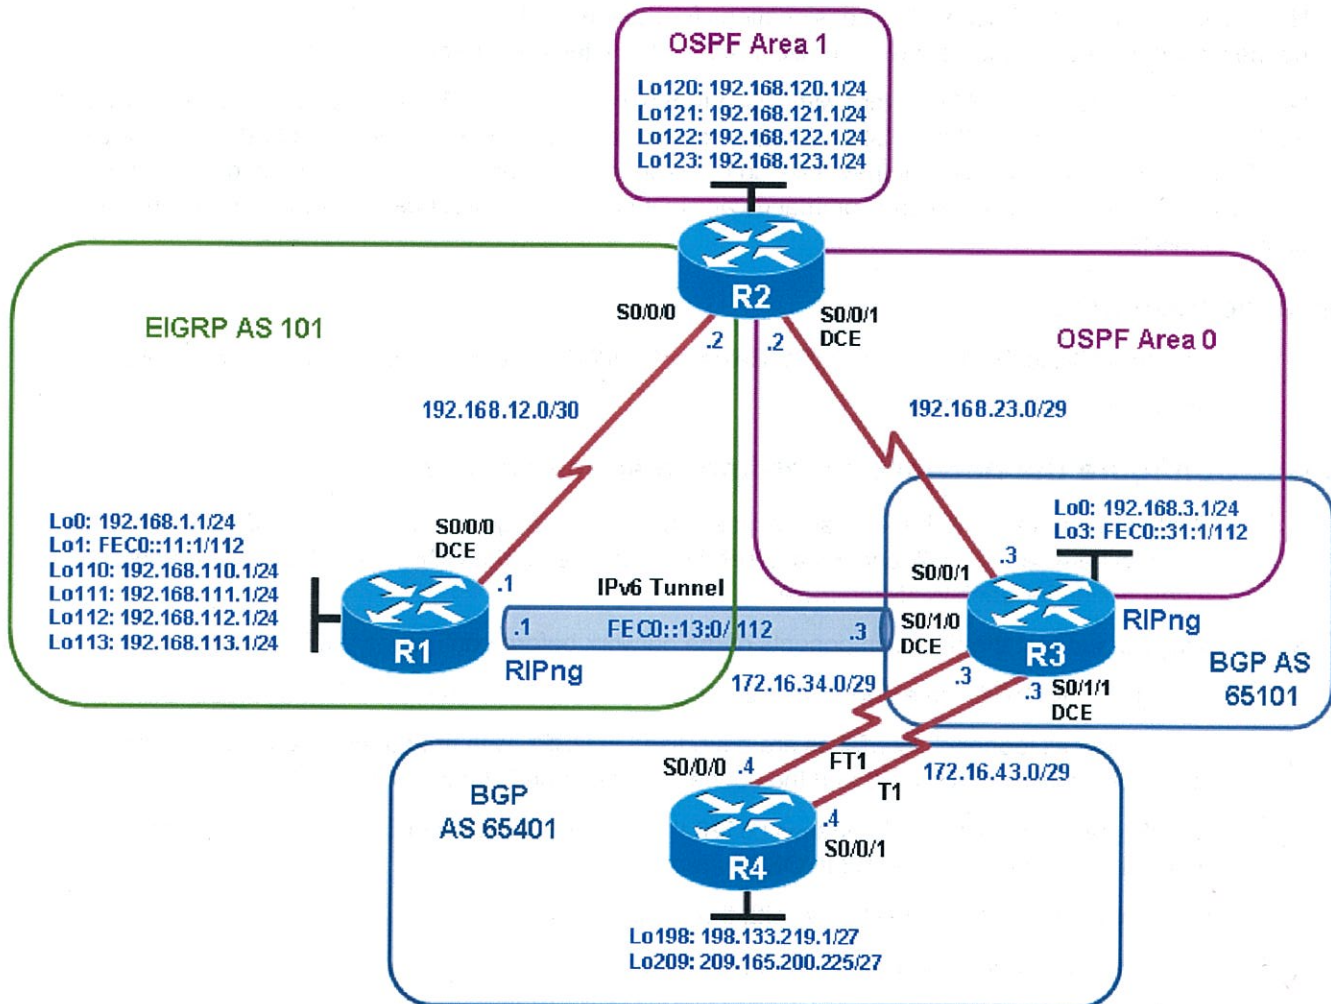 OSPF Area 1
Lo120: 192.168.120.1/24
Lo121: 192.168.121.1/24
Lo122: 192.168.122.1/24
Lo123: 192.168.123.1/24
R2
EIGRP AS 101
S0/0/0
.2
.2
S0/0/1
DCE
OSPF Area 0
192.168.12.0/30
192.168.23.0/29
Lo0: 192.168.1.1/24
Lo1: FEC0::11:1/112
Lo110: 192.168.110.1/24
Lo111: 192.168.111.1/24
Lo112: 192.168.112.1/24
Lo113: 192.168.113.1/24
S0/0/0
DCE
.1
R1
IPv6 Tunnel
.1
FEC0::13:0/ 112
.3
RIPng
Lo0: 192.168.3.1/24
Lo3: FEC0::31:1/112
.3
S0/0/1
S0/1/0
DCE
R3
RIPng
BGP AS
65101
172.16.34.0/29
.3
.3
S0/1/1
DCE
BGP
AS 65401
S0/0/0
.4
FT1
T1
172.16.43.0/29
.4
S0/0/1
R4
Lo198: 198.133.219.1/27
Lo209: 209.165.200.225/27